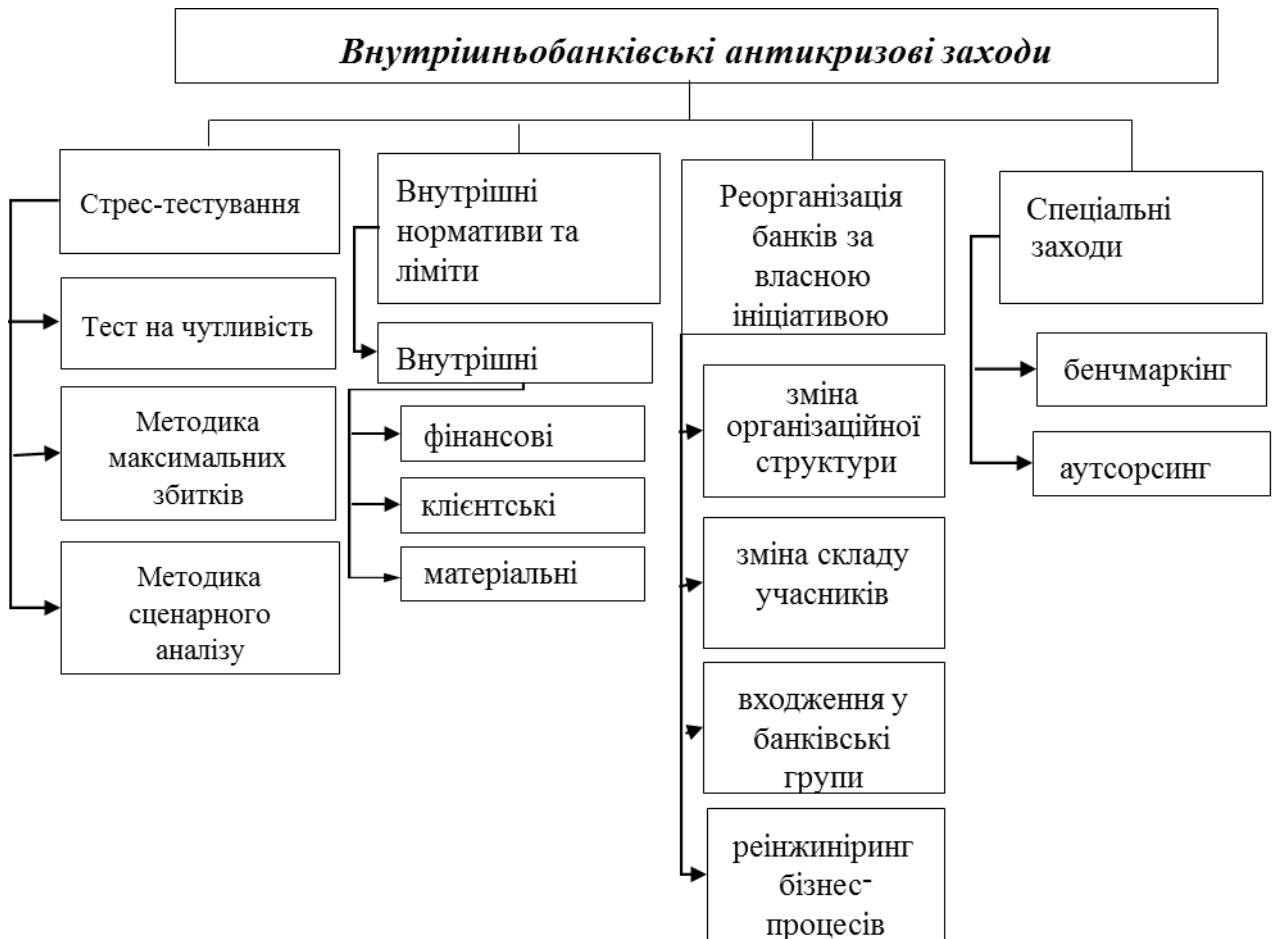 Внутрішньобанківські антикризові заходи
Стрес-тестування
Тест на чутливість
Методика
максимальних
збитків
Методика
сценарного
аналізу
Внутрішні
нормативи та
ліміти
Внутрішні
фінансові
клієнтські
матеріальні
Реорганізація
банків за
власною
ініціативою
зміна
організаційної
структури
зміна складу
учасників
входження у
банківські
групи
реінжиніринг
бізнес-
процесів
Спеціальні
заходи
бенчмаркінг
аутсорсинг